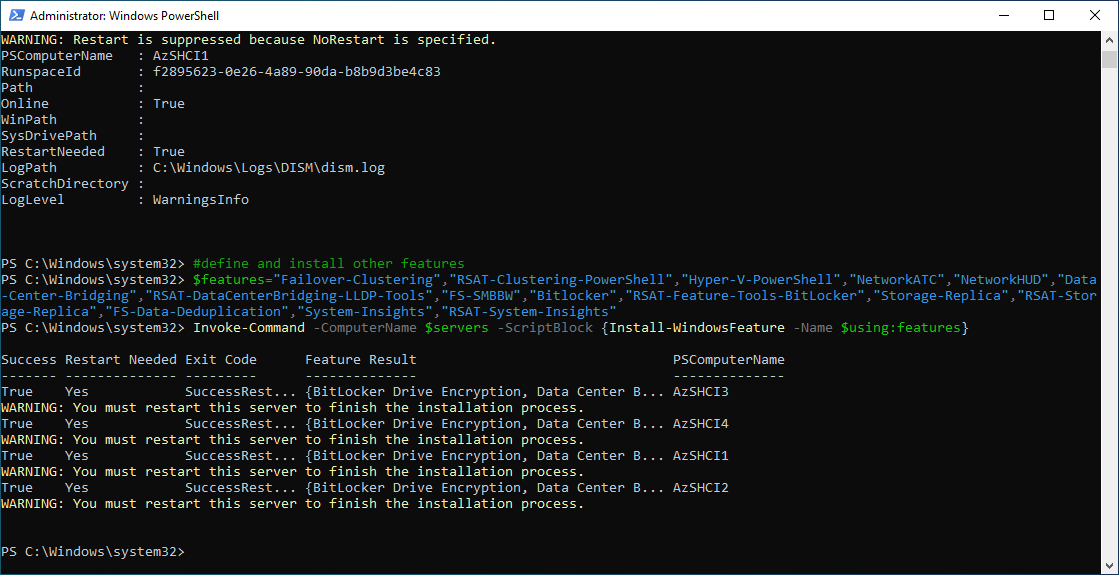 Administrator: Windows PowerShell
WARNING: Restart is suppressed because NoRestart is specified.
PSComputerName   : AzSHCI1
RunspaceId       : f2895623-0e26-4a89-90da-b8b9d3be4c83
Path             :
Online           : True
WinPath          :
SysDrivePath     :
RestartNeeded    : True
LogPath          : C:\Windows\Logs\DISM\dism.log
ScratchDirectory :
LogLevel         : WarningsInfo
PS C:\Windows\system32> #define and install other features
PS C:\Windows\system32> $features="Failover-Clustering","RSAT-Clustering-PowerShell","Hyper-V-PowerShell","NetworkATC","NetworkHUD","Data
-Center-Bridging","RSAT-DataCenterBridging-LLDP-Tools","FS-SMBBW","Bitlocker","RSAT-Feature-Tools-BitLocker","Storage-Replica","RSAT-Stor
age-Replica","FS-Data-Deduplication","System-Insights","RSAT-System-Insights"
PS C:\Windows\system32> Invoke-Command -ComputerName $servers -ScriptBlock {Install-WindowsFeature -Name $using:features}
Success Restart Needed Exit Code      Feature Result                               PSComputerName
------- -------------- ---------      --------------                               --------------
True    Yes            SuccessRest... {BitLocker Drive Encryption, Data Center B... AzSHCI3
WARNING: You must restart this server to finish the installation process.
True    Yes            SuccessRest... {BitLocker Drive Encryption, Data Center B... AzSHCI4
WARNING: You must restart this server to finish the installation process.
True    Yes            SuccessRest... {BitLocker Drive Encryption, Data Center B... AzSHCI1
WARNING: You must restart this server to finish the installation process.
True    Yes            SuccessRest... {BitLocker Drive Encryption, Data Center B... AzSHCI2
WARNING: You must restart this server to finish the installation process.
PS C:\Windows\system32>